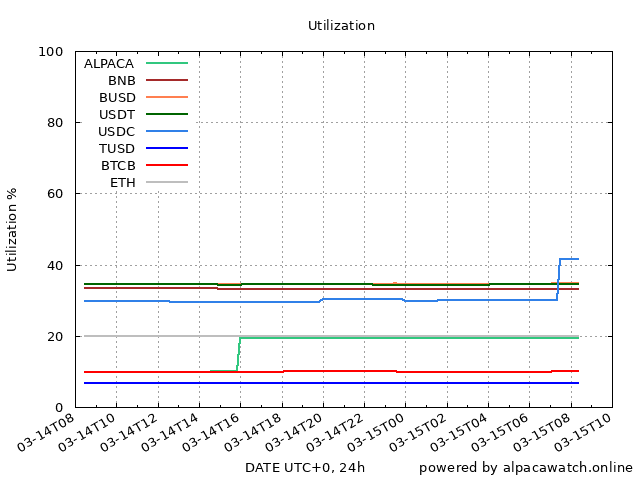 Utilization
100
80
60
40
20
0
Utilization %
ALPACA
BNB
BUSD
USDT
USDC
TUSD
BTCB
ETH
03-14T08
03-14T10
03-14T12
03-14T14
03-14T16
03-14T18
03-14T20
03-14T22
03-15T00
03-15T02
03-15T04
03-15T06
03-15T08
03-15T10
DATE UTC+0, 24h
powered by alpacawatch.online